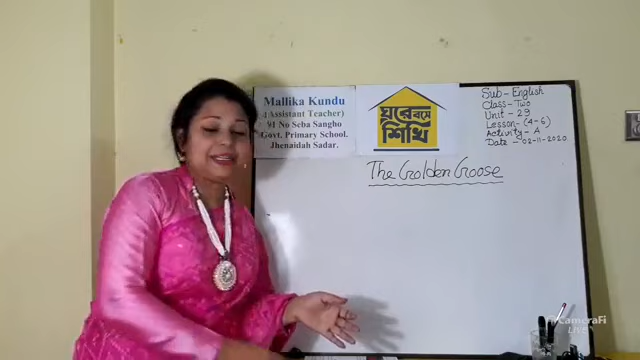 Mallika Kundu
(Assistant Teacher)
91 No Seba Sangho
Govt. Primary School.
Jhenaidah Sadar.
ঘরে বসে
শিখি
Sub- English
Class- Two
Unit - 29
Lesson- (4-6)
Activity - A
Date - 02-11-2020
The Golden Goose
CameraFi
LIVE